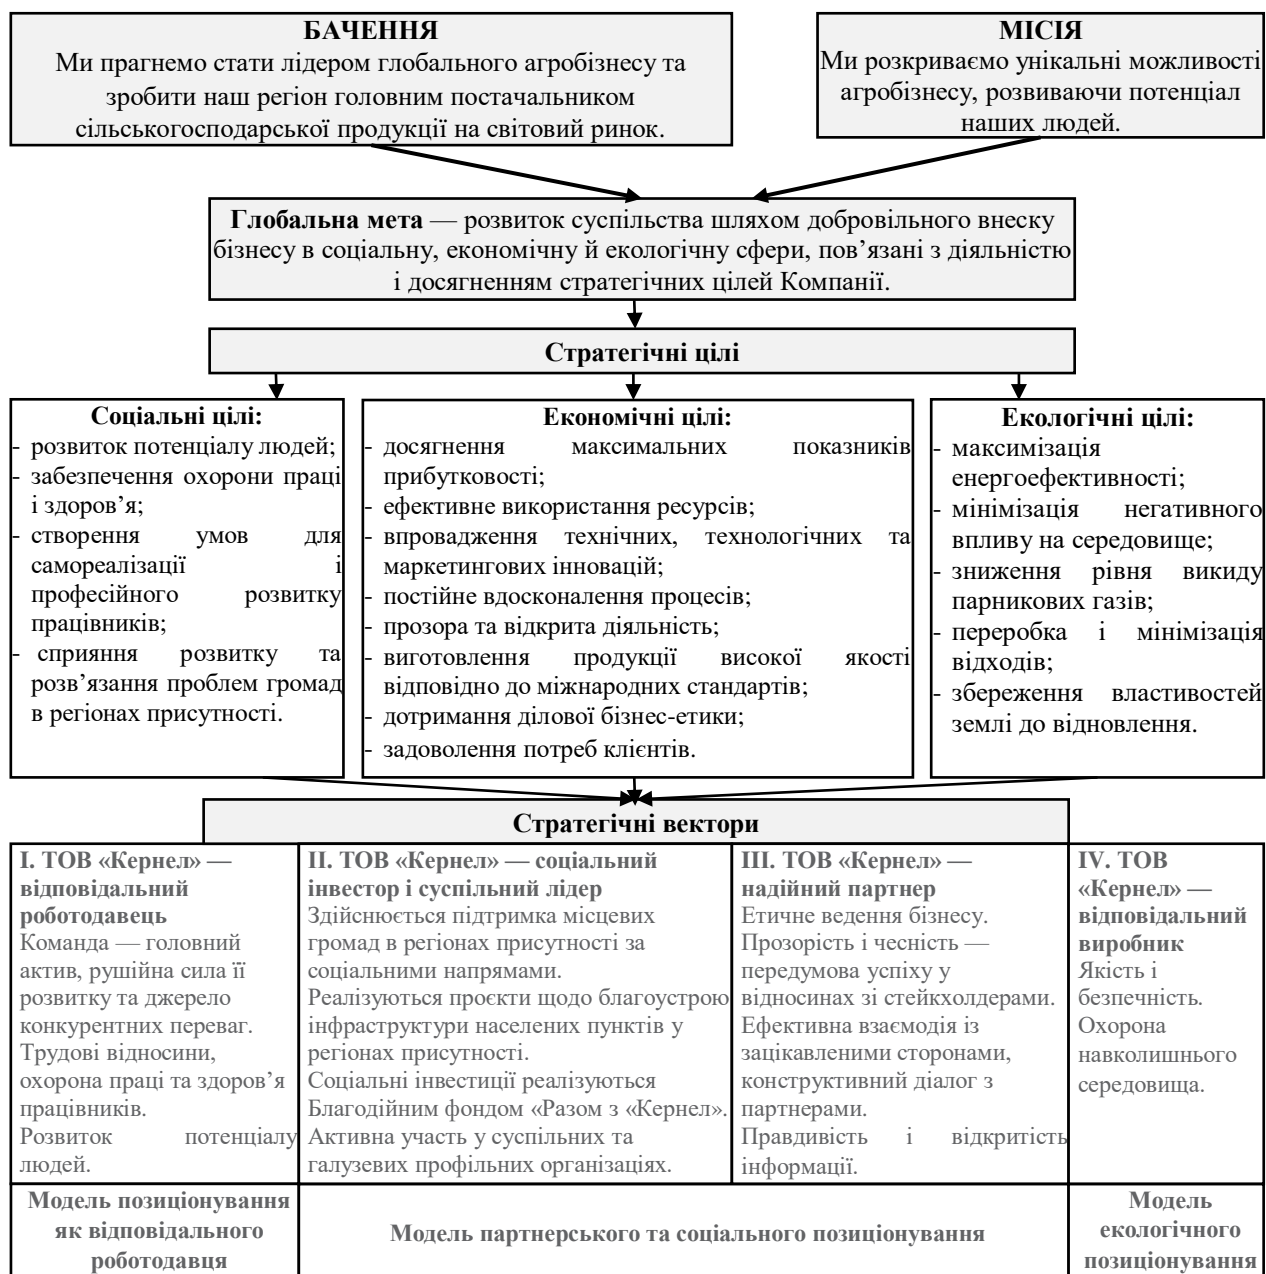 БАЧЕННЯ
Ми прагнемо стати лідером глобального агробізнесу та
зробити наш регіон головним постачальником
сільськогосподарської продукції на світовий ринок.
МІСІЯ
Ми розкриваємо унікальні можливості
агробізнесу, розвиваючи потенціал
наших людей.
Глобальна мета — розвиток суспільства шляхом добровільного внеску
бізнесу в соціальну, економічну й екологічну сфери, пов’язані з діяльністю
і досягненням стратегічних цілей Компанії.
Стратегічні цілі
Соціальні цілі:
- розвиток потенціалу людей;
- забезпечення охорони праці
і здоров’я;
- створення умов для
самореалізації і
професійного розвитку
працівників;
- сприяння розвитку та
розв’язання проблем громад
в регіонах присутності.
Економічні цілі:
- досягнення максимальних показників
прибутковості;
- ефективне використання ресурсів;
- впровадження технічних, технологічних та
маркетингових інновацій;
- постійне вдосконалення процесів;
- прозора та відкрита діяльність;
- виготовлення продукції високої якості
відповідно до міжнародних стандартів;
- дотримання ділової бізнес-етики;
- задоволення потреб клієнтів.
Екологічні цілі:
- максимізація
енергоефективності;
- мінімізація негативного
впливу на середовище;
- зниження рівня викиду
парникових газів;
- переробка і мінімізація
відходів;
- збереження властивостей
землі до відновлення.
Стратегічні вектори
I. ТОВ «Кернел» —
відповідальний
роботодавець
Команда — головний
актив, рушійна сила її
розвитку та джерело
конкурентних переваг.
Трудові відносини,
охорона праці та здоров’я
працівників.
Розвиток потенціалу
людей.
II. ТОВ «Кернел» — соціальний
інвестор і суспільний лідер
Здійснюється підтримка місцевих
громад в регіонах присутності за
соціальними напрямами.
Реалізуються проєкти щодо благоустрою
інфраструктури населених пунктів у
регіонах присутності.
Соціальні інвестиції реалізуються
Благодійним фондом «Разом з «Кернел».
Активна участь у суспільних та
галузевих профільних організаціях.
III. ТОВ «Кернел» —
надійний партнер
Етичне ведення бізнесу.
Прозорість і чесність —
передумова успіху у
відносинах зі стейкхолдерами.
Ефективна взаємодія із
зацікавленими сторонами,
конструктивний діалог з
партнерами.
Правдивість і відкритість
інформації.
IV. ТОВ
«Кернел» —
відповідальний
виробник
Якість і
безпечність.
Охорона
навколишнього
середовища.
Модель позиціонування
як відповідального
роботодавця
Модель партнерського та соціального позиціонування
Модель
екологічного
позиціонування